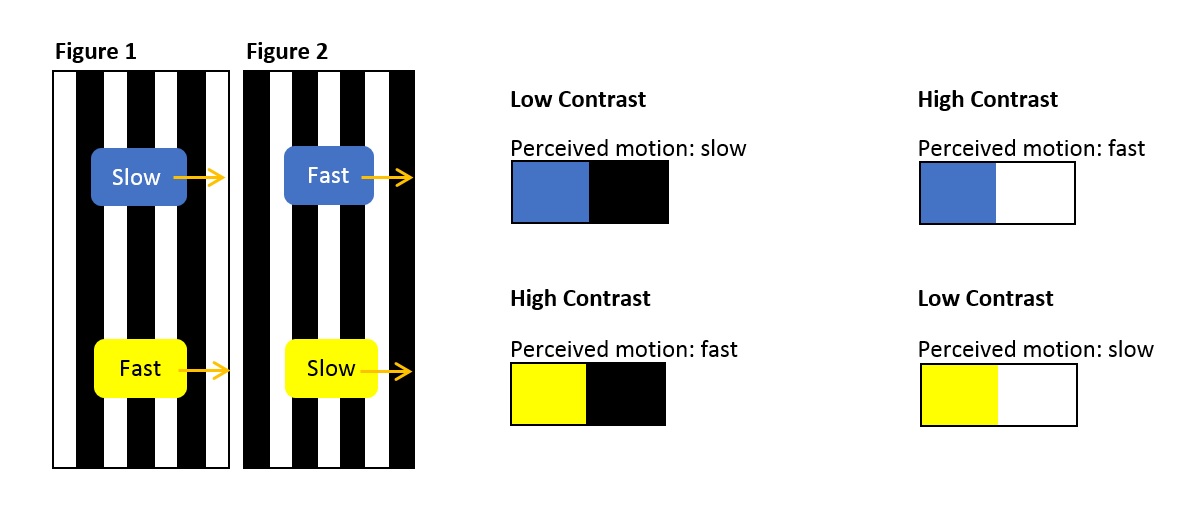 Figure 1
Figure 2
Slow
Fast
Fast
Slow
Low Contrast
Perceived motion: slow
High Contrast
Perceived motion: fast
High Contrast
Perceived motion: fast
Low Contrast
Perceived motion: slow